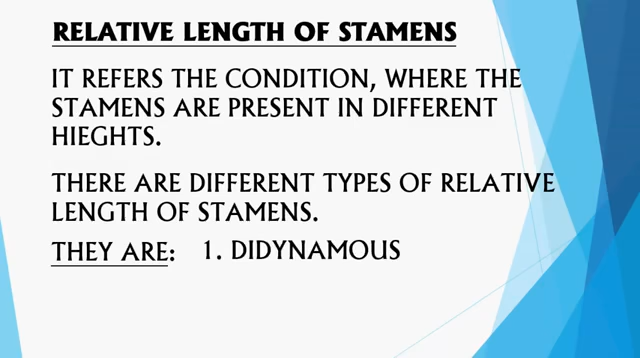 RELATIVE LENGTH OF STAMENS
IT REFERS THE CONDITION, WHERE THE
STAMENS ARE PRESENT IN DIFFERENT
HIEGHTS.
THERE ARE DIFFERENT TYPES OF RELATIVE
LENGTH OF STAMENS.
THEY ARE: 1. DIDYNAMOUS